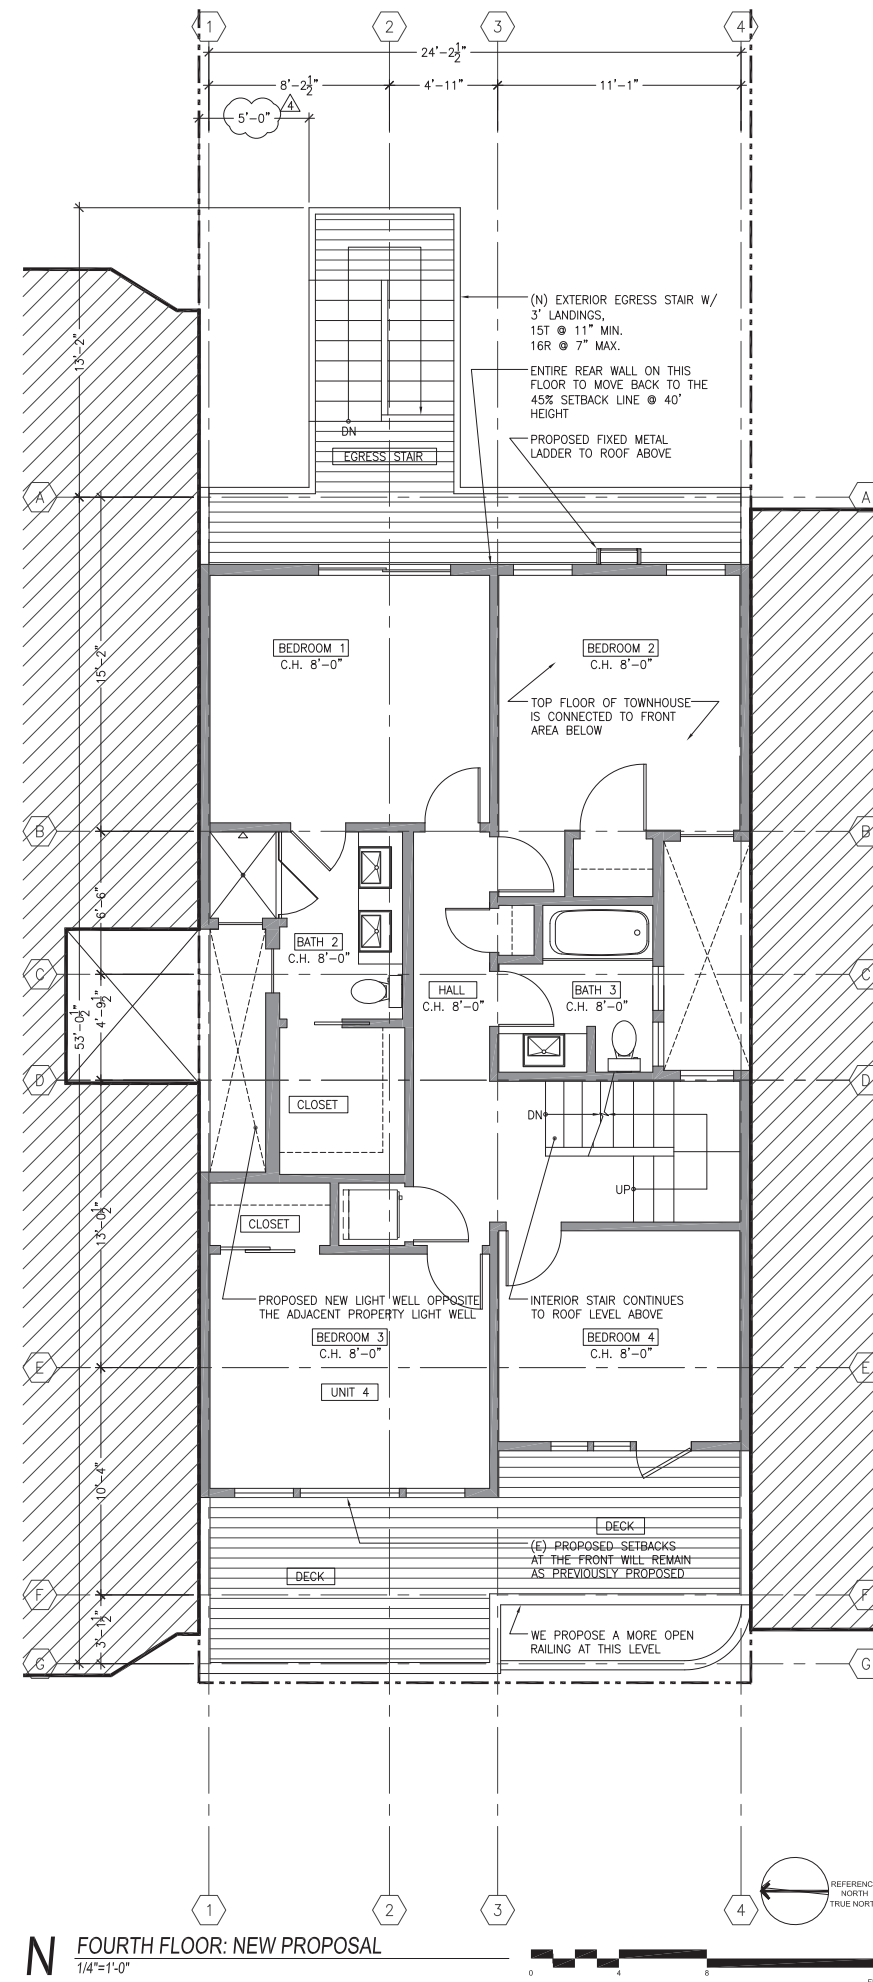 1
2
3
4
24'-2½"
8'-2½"
4'-11"
11'-1"
4
5'-0"
(N) EXTERIOR EGRESS STAIR W/
3' LANDINGS,
15T @ 11" MIN.
16R @ 7" MAX.
13'-2"
ENTIRE REAR WALL ON THIS
FLOOR TO MOVE BACK TO THE
45% SETBACK LINE @ 40'
HEIGHT
DN
PROPOSED FIXED METAL
LADDER TO ROOF ABOVE
EGRESS STAIR
A
A
BEDROOM 1
C.H. 8'-0"
BEDROOM 2
C.H. 8'-0"
15'-2"
TOP FLOOR OF TOWNHOUSE
IS CONNECTED TO FRONT
AREA BELOW
B
B
6'-6"
BATH 2
C.H. 8'-0"
C
C
HALL
C.H. 8'-0"
BATH 3
C.H. 8'-0"
53'-0½"
4'-9½"
D
D
CLOSET
DN
UP
13'-0½"
CLOSET
PROPOSED NEW LIGHT WELL OPPOSITE
THE ADJACENT PROPERTY LIGHT WELL
INTERIOR STAIR CONTINUES
TO ROOF LEVEL ABOVE
BEDROOM 3
C.H. 8'-0"
BEDROOM 4
C.H. 8'-0"
E
E
UNIT 4
10'-4"
DECK
(E) PROPOSED SETBACKS
AT THE FRONT WILL REMAIN
AS PREVIOUSLY PROPOSED
DECK
F
F
3'-1½"
WE PROPOSE A MORE OPEN
RAILING AT THIS LEVEL
G
G
1
2
3
4
REFERENC
NORTH
TRUE NORT
N
FOURTH FLOOR: NEW PROPOSAL
1/4"=1'-0"
0
4
8